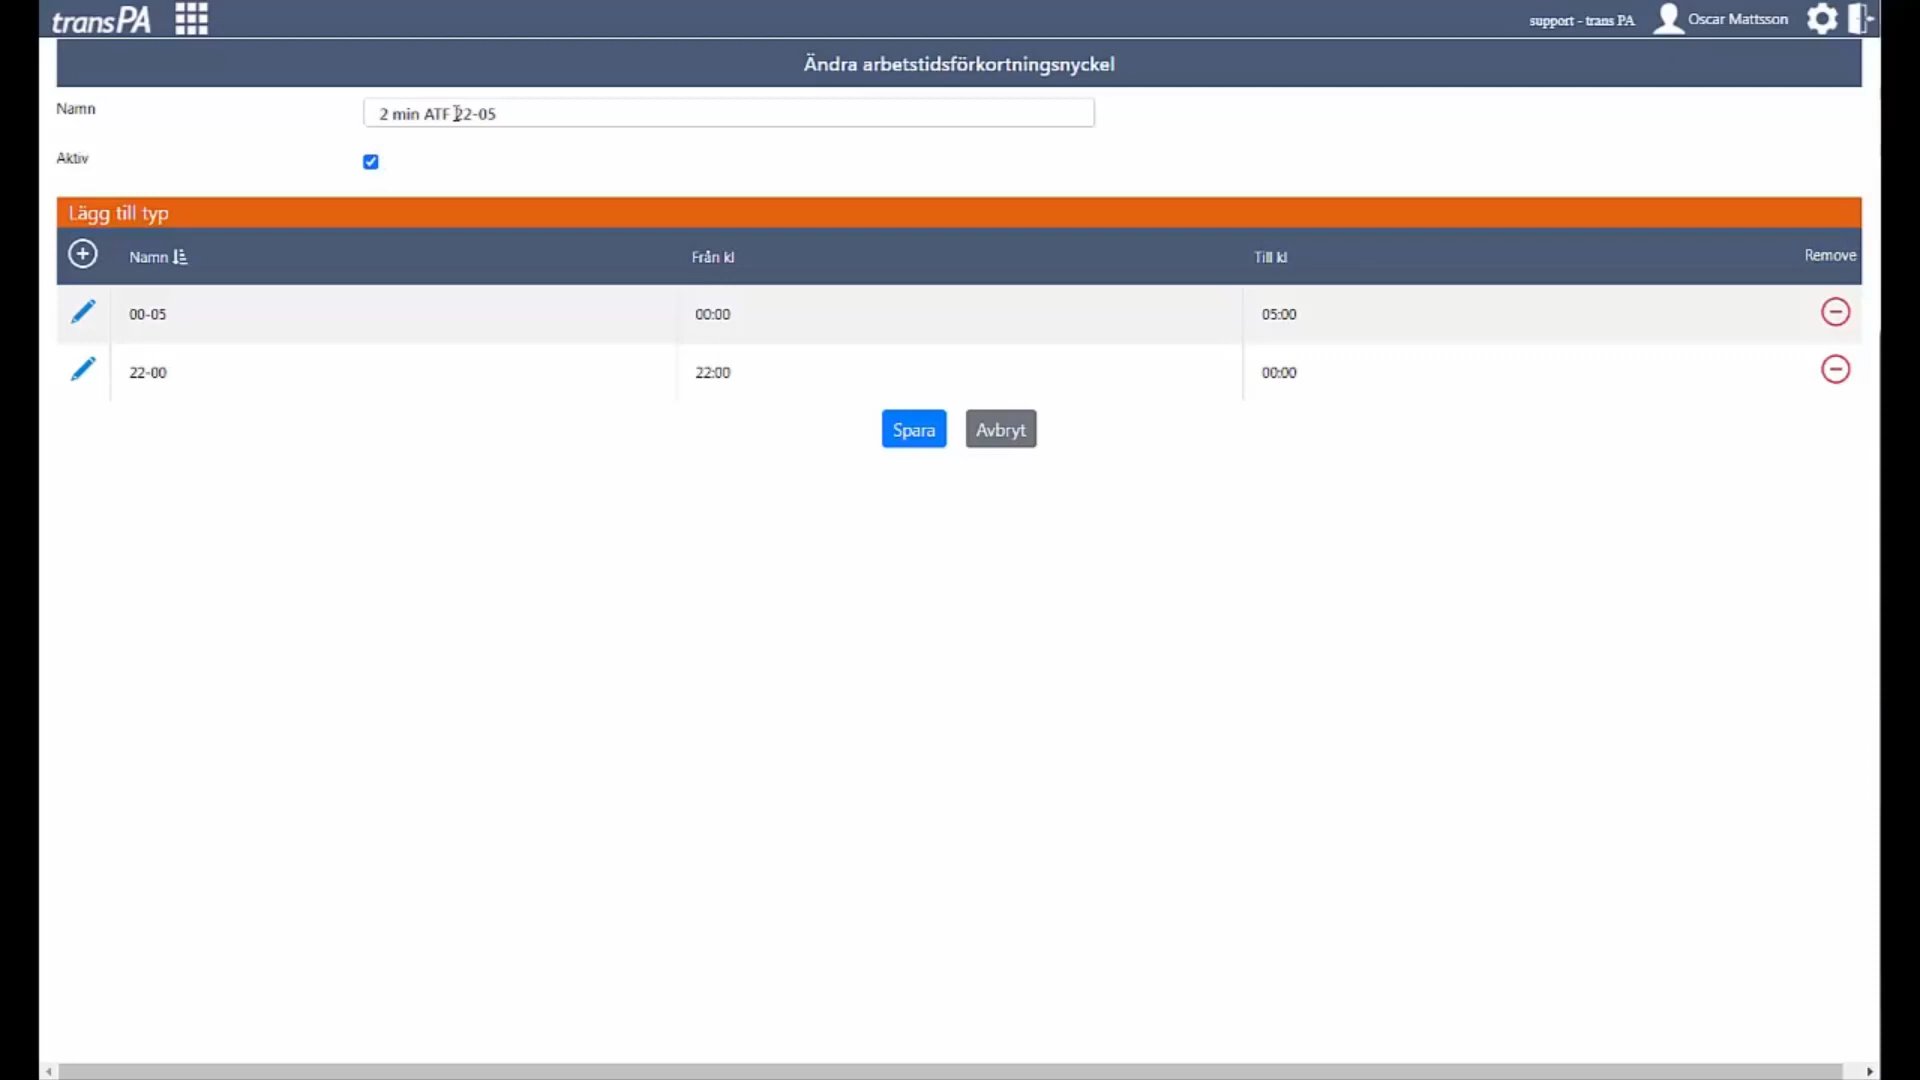 transPA
support - trans PA
Oscar Mattsson
Ändra arbetstidsförkortningsnyckel
Namn
2 min ATF 22-05
Aktiv
Lägg till typ
Namn
Från kl
Till kl
Remove
00-05
00:00
05:00
22-00
22:00
00:00
Spara
Avbryt